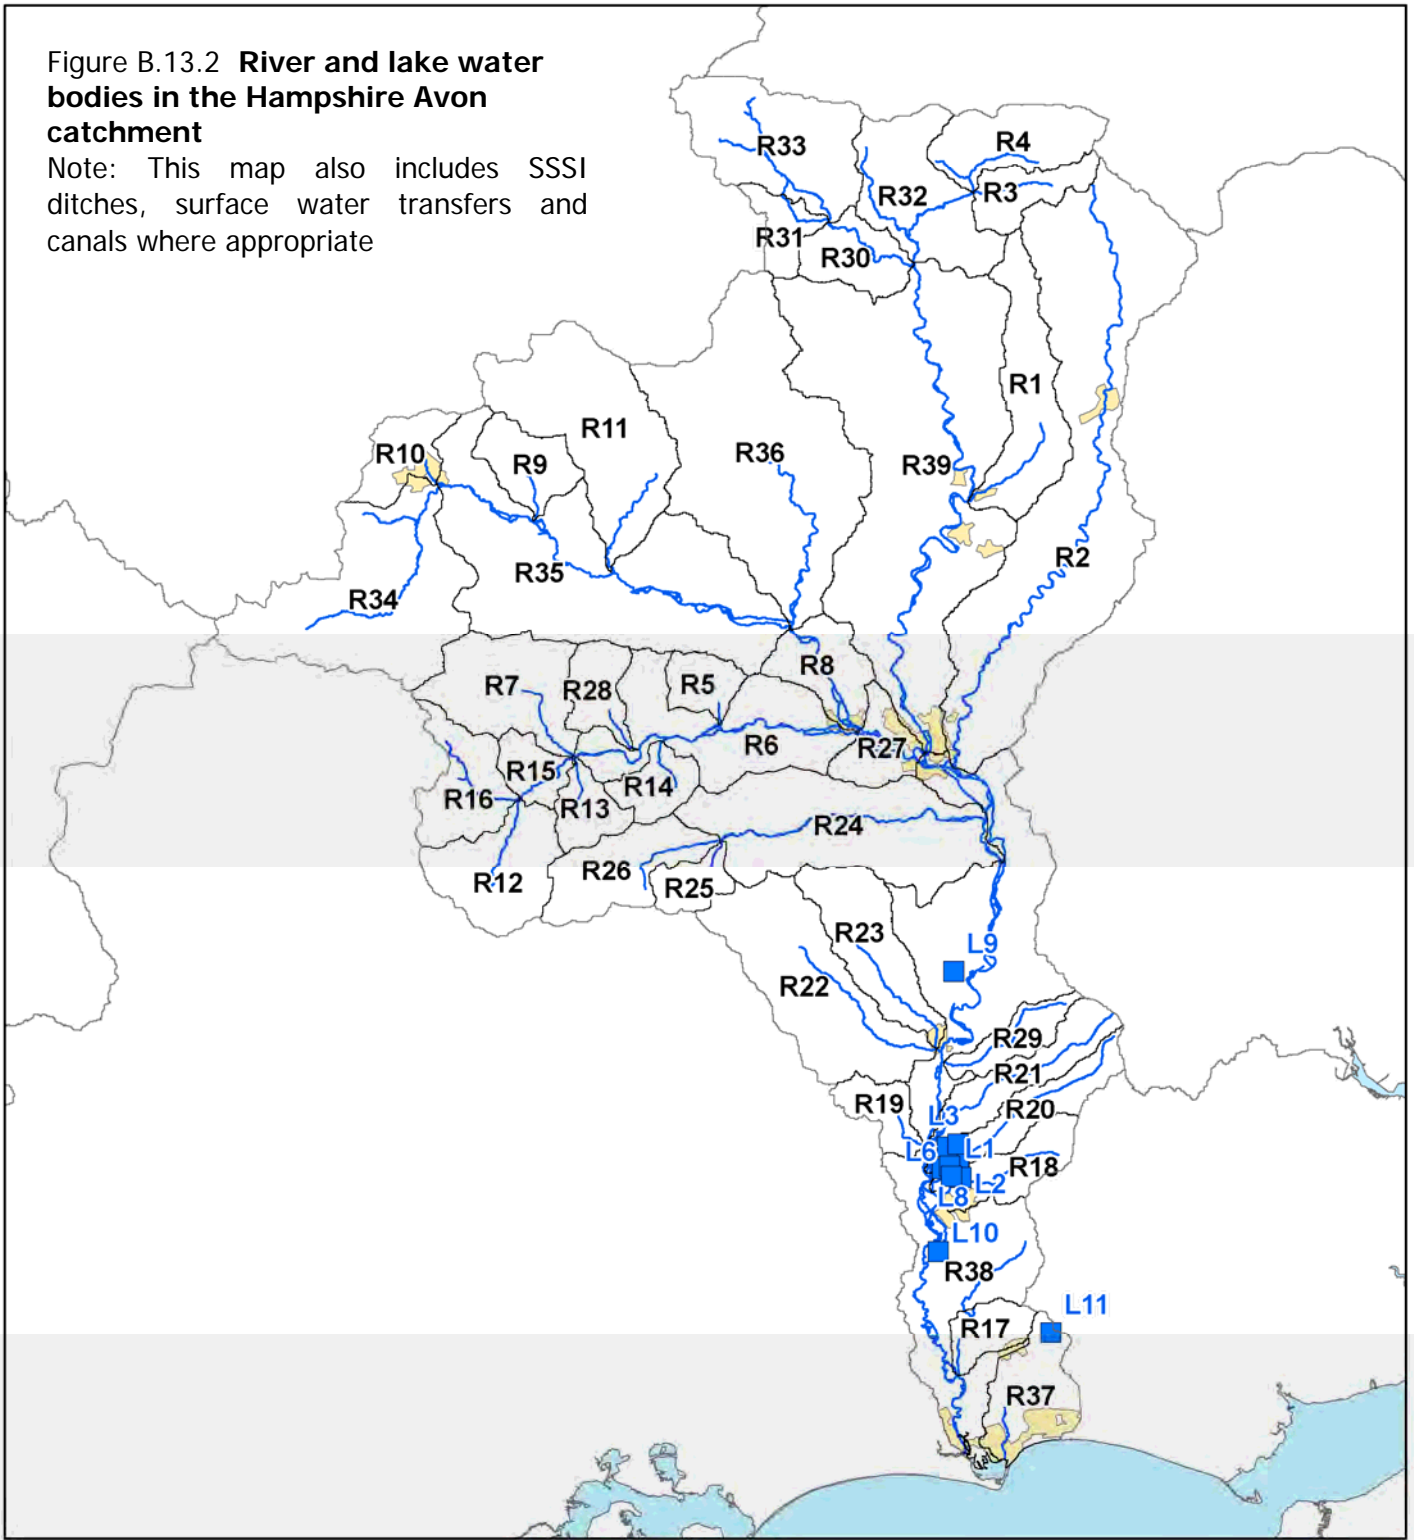 Figure B.13.2 River and lake water
bodies in the Hampshire Avon
catchment
Note: This map also includes SSSI
ditches, surface water transfers and
canals where appropriate
R4
R33
R3
R32
R31
R30
R1
R11
R36
R10
R9
R39
R2
R35
R34
R8
R7
R28
R5
R6
R27
R15
R14
R16
R13
R24
R26
R12
R25
R23
L9
R22
R29
R21
R19
R20
L3
L6
L1
R18
L2
L8
L10
R38
L11
R17
R37